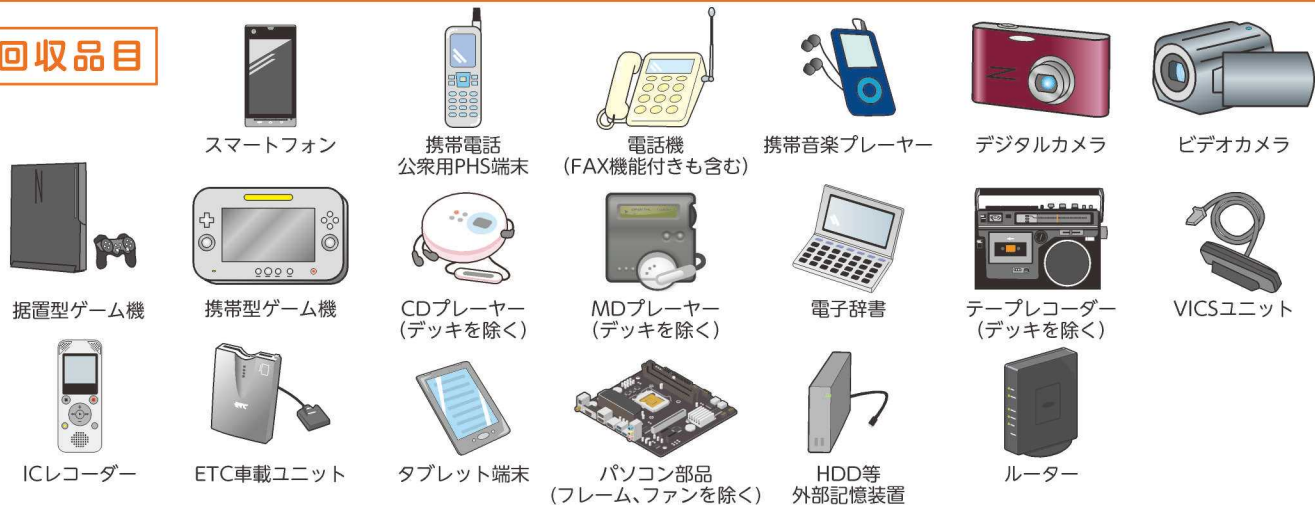 回収品目
スマートフォン
携帯電話
公衆用PHS端末
電話機
(FAX機能付きも含む)
携帯音楽プレーヤー
デジタルカメラ
ビデオカメラ
据置型ゲーム機
携帯型ゲーム機
CDプレーヤー
(デッキを除く)
MDプレーヤー
(デッキを除く)
電子辞書
テープレコーダー
(デッキを除く)
VICSユニット
ICレコーダー
ETC
ETC車載ユニット
タブレット端末
パソコン部品
(フレーム、ファンを除く)
HDD等
外部記憶装置
ルーター